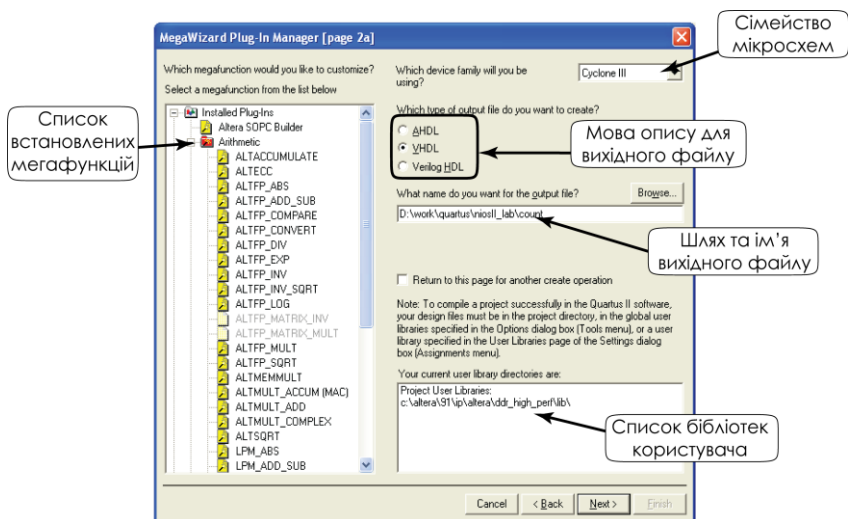 MegaWizard Plug-In Manager [page 2a]
Which megafunction would you like to customize?
Select a megafunction from the list below
Installed Plug-Ins
Altera SOPC Builder
Arithmetic
ALTACCUMULATE
ALTECC
ALTFP_ABS
ALTFP_ADD_SUB
ALTFP_COMPARE
ALTFP_CONVERT
ALTFP_DIV
ALTFP_EXP
ALTFP_INV
ALTFP_INV_SQRT
ALTFP_LOG
ALTFP_MATRIX_INV
ALTFP_MATRIX_MULT
ALTFP_MULT
ALTFP_SQRT
ALTMEMMULT
ALTMULT_ACCUM (MAC)
ALTMULT_ADD
ALTMULT_COMPLEX
ALTSQRT
LPM_ABS
LPM_ADD_SUB
Which device family will you be
using?
Cyclone III
Which type of output file do you want to create?
AHDL
VHDL
Verilog HDL
What name do you want for the output file?
Browse...
D:\work\quartus\niosII_lab\count
Return to this page for another create operation
Note: To compile a project successfully in the Quartus II software,
your design files must be in the project directory, in the global user
libraries specified in the Options dialog box (Tools menu), or a user
library specified in the User Libraries page of the Settings dialog
box (Assignments menu).
Your current user library directories are:
Project User Libraries:
c:\altera\91\ip\altera\ddr_high_perf\lib\
Cancel
< Back
Next >
Finish
Сімейство
мікросхем
Список
встановлених
мегафункцій
Мова опису для
вихідного файлу
Шлях та ім’я
вихідного файлу
Список бібліотек
користувача